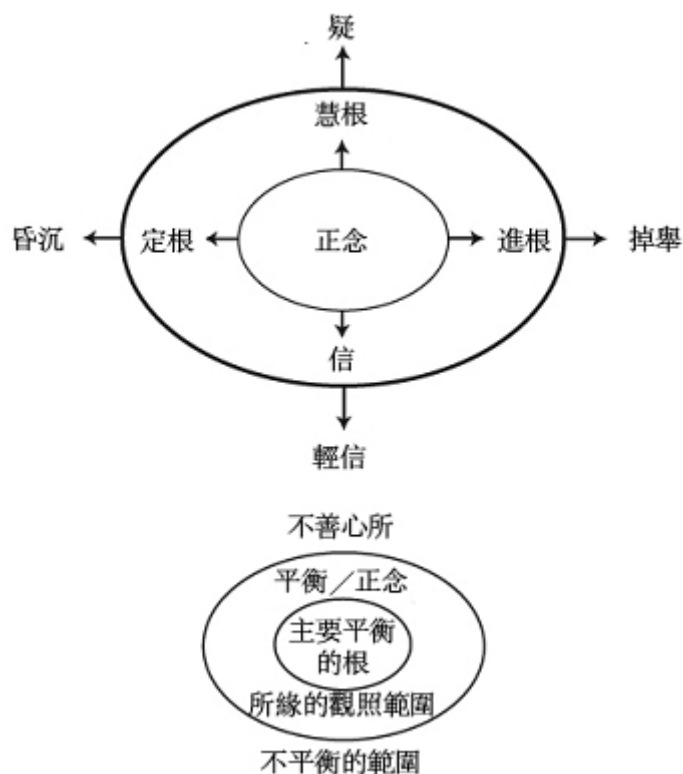 疑
慧根
昏沉 定根 正念 進根 掉舉
信
輕信
不善心所
平衡／正念
主要平衡
的根
所緣的觀照範圍
不平衡的範圍